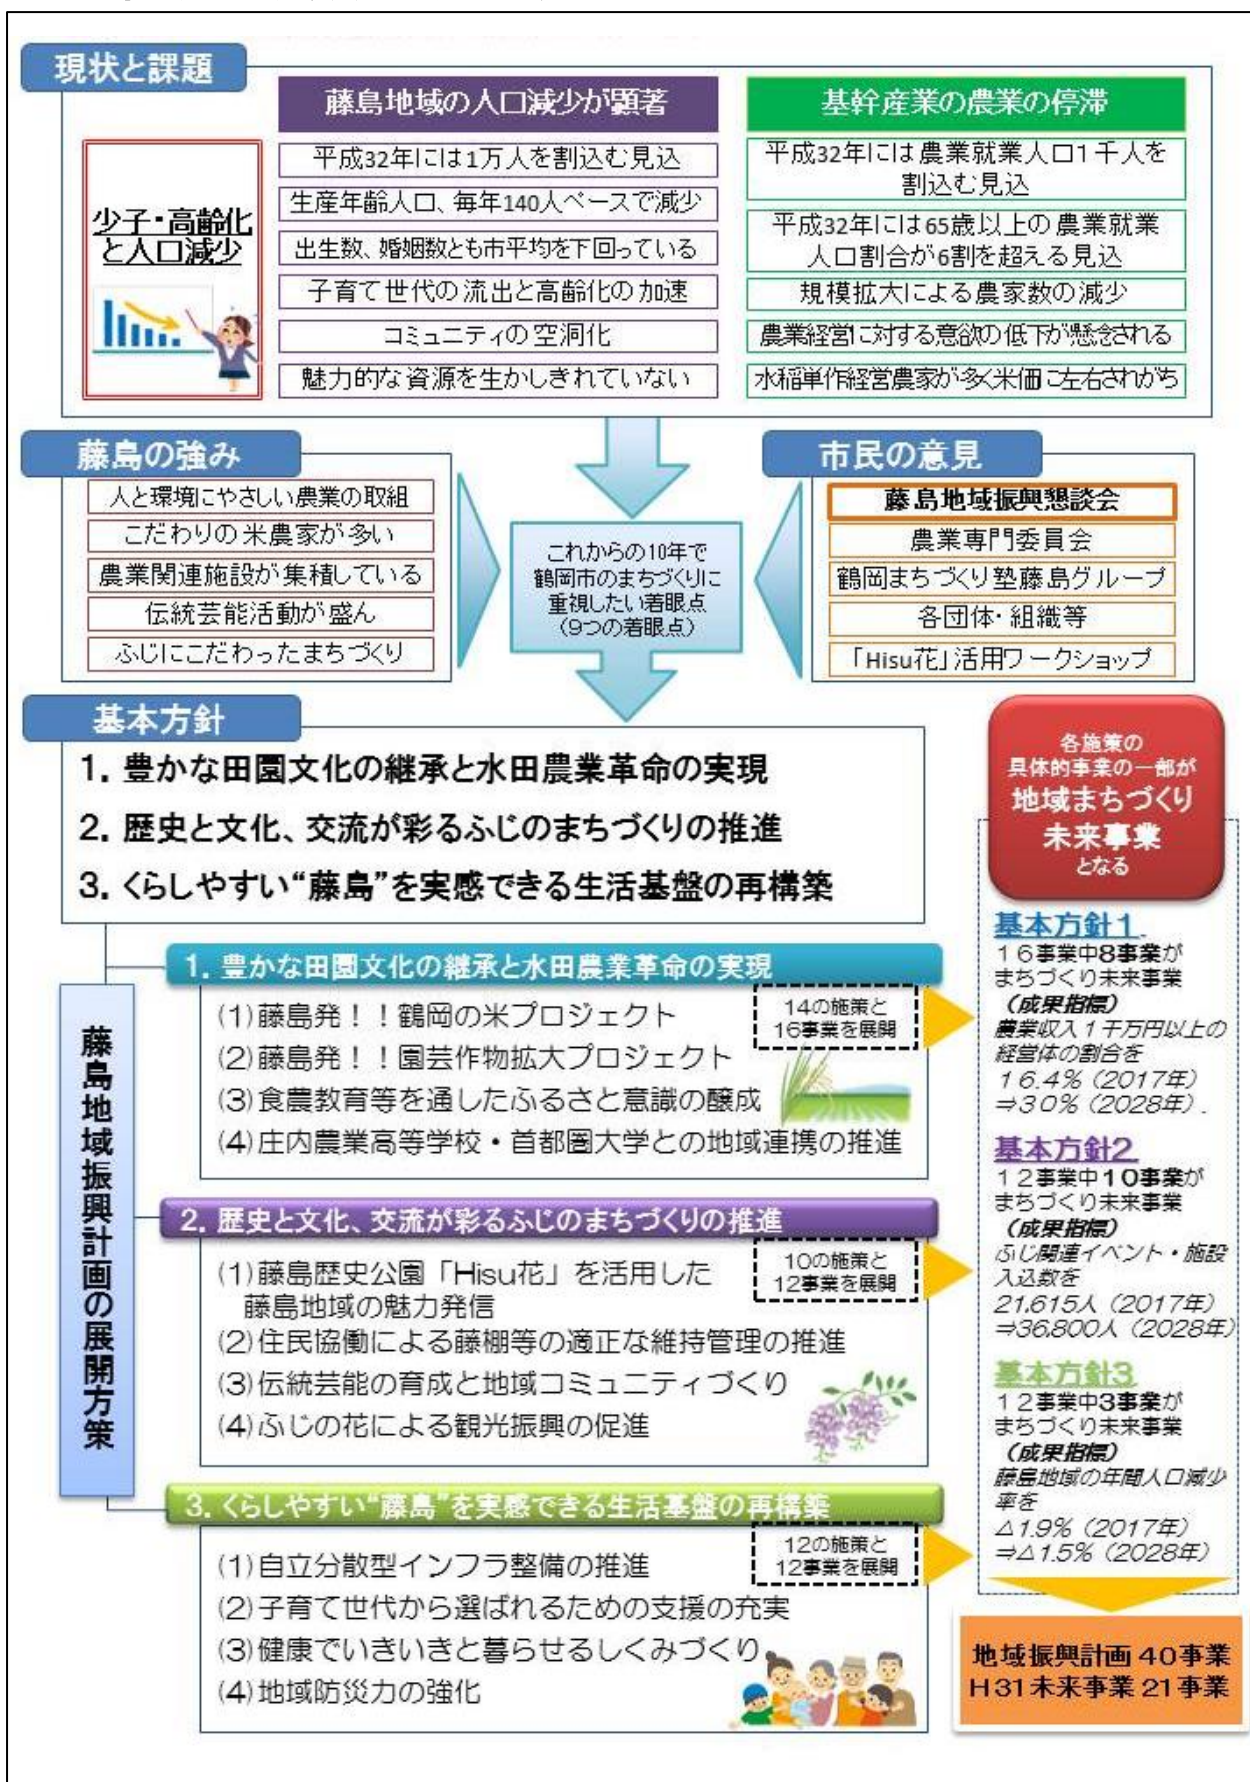 現状と課題
少子・高齢化
と人口減少
藤島地域の人口減少が顕著
平成32年には1万人を割込む見込
生産年齢人口、毎年140人ペースで減少
出生数、婚姻数とも市平均を下回っている
子育て世代の流出と高齢化の加速
コミュニティの空洞化
魅力的な資源を生かしきれていない
基幹産業の農業の停滞
平成32年には農業就業人口1千人を
割込む見込
平成32年には65歳以上の農業就業
人口割合が6割を超える見込
規模拡大による農家数の減少
農業経営に対する意欲の低下が懸念される
水稲単作経営農家が多く米価に左右されがち
藤島の強み
人と環境にやさしい農業の取組
こだわりの米農家が多い
農業関連施設が集積している
伝統芸能活動が盛ん
ふじにこだわったまちづくり
これからの10年で
鶴岡市のまちづくりに
重視したい着眼点
(9つの着眼点)
市民の意見
藤島地域振興懇談会
農業専門委員会
鶴岡まちづくり塾藤島グループ
各団体・組織等
「Hisu花」活用ワークショップ
基本方針
1. 豊かな田園文化の継承と水田農業革命の実現
2. 歴史と文化、交流が彩るふじのまちづくりの推進
3. くらしやすい“藤島”を実感できる生活基盤の再構築
藤島地域振興計画の展開方策
1. 豊かな田園文化の継承と水田農業革命の実現
14の施策と
16事業を展開
(1)藤島発！！鶴岡の米プロジェクト
(2)藤島発！！園芸作物拡大プロジェクト
(3)食農教育等を通したふるさと意識の醸成
(4)庄内農業高等学校・首都圏大学との地域連携の推進
2. 歴史と文化、交流が彩るふじのまちづくりの推進
10の施策と
12事業を展開
(1)藤島歴史公園「Hisu花」を活用した
藤島地域の魅力発信
(2)住民協働による藤棚等の適正な維持管理の推進
(3)伝統芸能の育成と地域コミュニティづくり
(4)ふじの花による観光振興の促進
3. くらしやすい“藤島”を実感できる生活基盤の再構築
12の施策と
12事業を展開
(1)自立分散型インフラ整備の推進
(2)子育て世代から選ばれるための支援の充実
(3)健康でいきいきと暮らせるしくみづくり
(4)地域防災力の強化
各施策の
具体的事業の一部が
地域まちづくり
未来事業
となる
基本方針１.
１６事業中8事業が
まちづくり未来事業
（成果指標）
農業収入１千万円以上の
経営体の割合を
１６.４%（2017年）
⇒３０%（2028年）.
基本方針2
１２事業中１０事業が
まちづくり未来事業
（成果指標）
ふじ関連イベント・施設
入込数を
21,615人（2017年）
⇒36,800人（2028年）
基本方針3
１２事業中3事業が
まちづくり未来事業
（成果指標）
藤島地域の年間人口減少
率を
△1.9%（2017年）
⇒△1.5%（2028年）
地域振興計画 40事業
H31未来事業 21事業